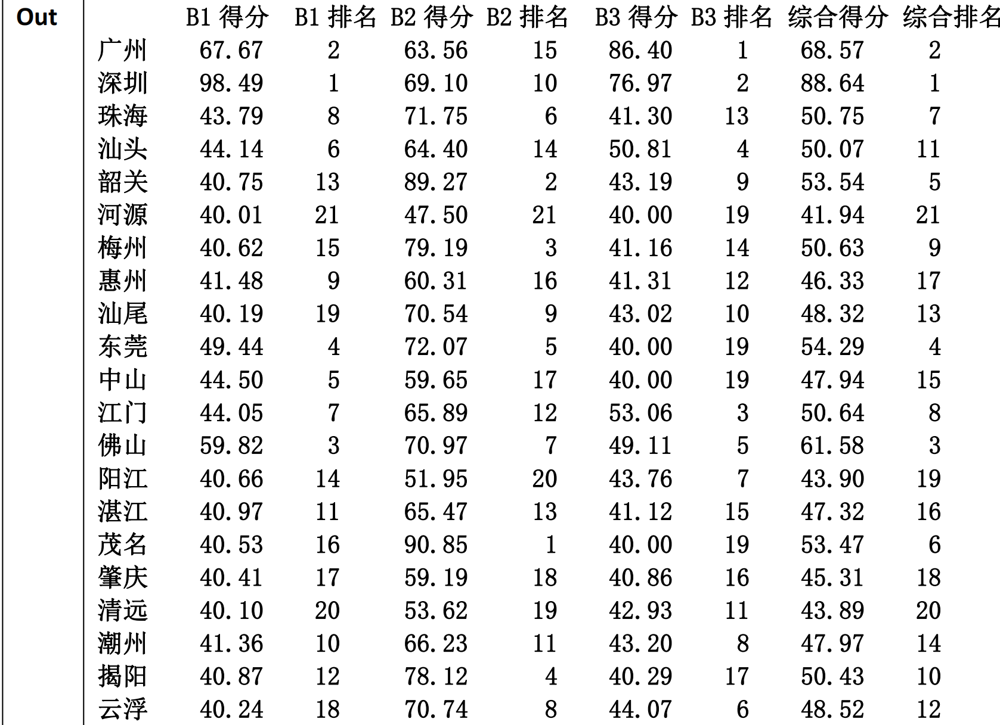 Out B1 得分 B1 排名 B2 得分 B2 排名 B3 得分 B3 排名 综合得分 综合排名
广州 67.67 2 63.56 15 86.40 1 68.57 2
深圳 98.49 1 69.10 10 76.97 2 88.64 1
珠海 43.79 8 71.75 6 41.30 13 50.75 7
汕头 44.14 6 64.40 14 50.81 4 50.07 11
韶关 40.75 13 89.27 2 43.19 9 53.54 5
河源 40.01 21 47.50 21 40.00 19 41.94 21
梅州 40.62 15 79.19 3 41.16 14 50.63 9
惠州 41.48 9 60.31 16 41.31 12 46.33 17
汕尾 40.19 19 70.54 9 43.02 10 48.32 13
东莞 49.44 4 72.07 5 40.00 19 54.29 4
中山 44.50 5 59.65 17 40.00 19 47.94 15
江门 44.05 7 65.89 12 53.06 3 50.64 8
佛山 59.82 3 70.97 7 49.11 5 61.58 3
阳江 40.66 14 51.95 20 43.76 7 43.90 19
湛江 40.97 11 65.47 13 41.12 15 47.32 16
茂名 40.53 16 90.85 1 40.00 19 53.47 6
肇庆 40.41 17 59.19 18 40.86 16 45.31 18
清远 40.10 20 53.62 19 42.93 11 43.89 20
潮州 41.36 10 66.23 11 43.20 8 47.97 14
揭阳 40.87 12 78.12 4 40.29 17 50.43 10
云浮 40.24 18 70.74 8 44.07 6 48.52 12